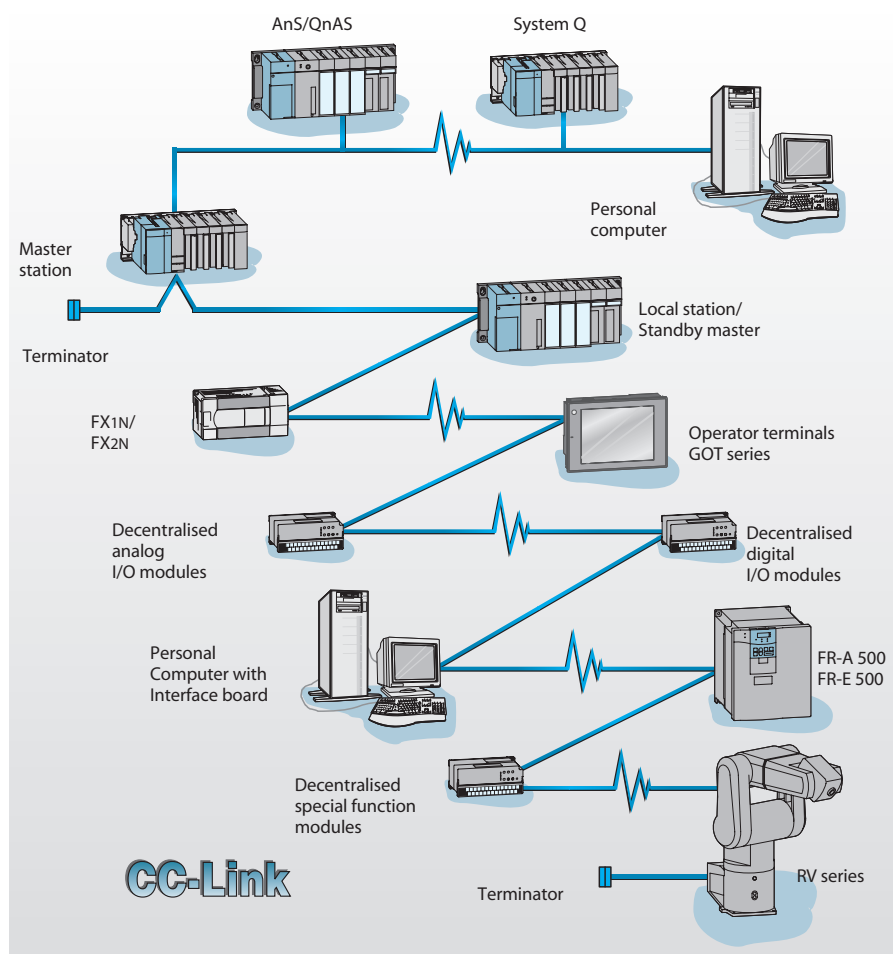 AnS/QnAS
System Q
Personal
computer
Master
station
Local station/
Standby master
Terminator
FX1N/
FX2N
Operator terminals
GOT series
Decentralised
analog
I/O modules
Decentralised
digital
I/O modules
Personal
Computer with
Interface board
FR-A 500
FR-E 500
Decentralised
special function
modules
CC-Link
Terminator
RV series